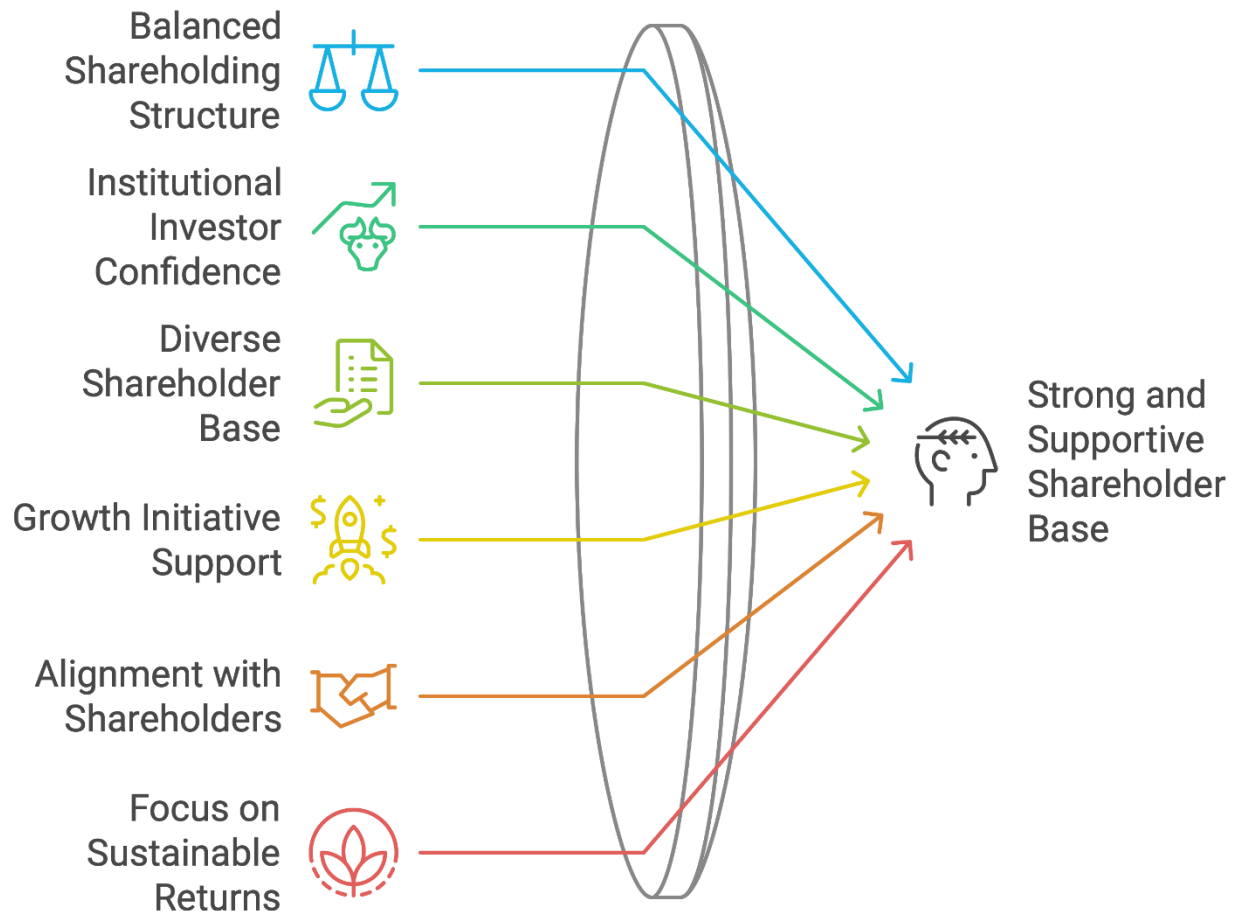 Balanced
Shareholding
Structure
Institutional
Investor
Confidence
Diverse
Shareholder
Base
Growth Initiative
Support
Alignment with
Shareholders
Focus on
Sustainable
Returns
Strong and
Supportive
Shareholder
Base